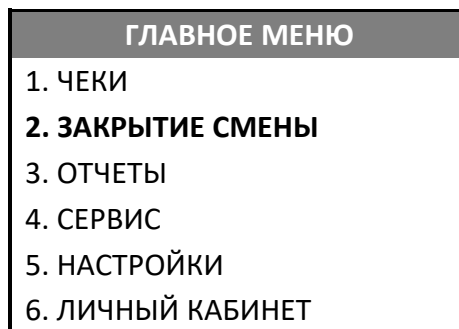 ГЛАВНОЕ МЕНЮ
1. ЧЕКИ
2. ЗАКРЫТИЕ СМЕНЫ
3. ОТЧЕТЫ
4. СЕРВИС
5. НАСТРОЙКИ
6. ЛИЧНЫЙ КАБИНЕТ